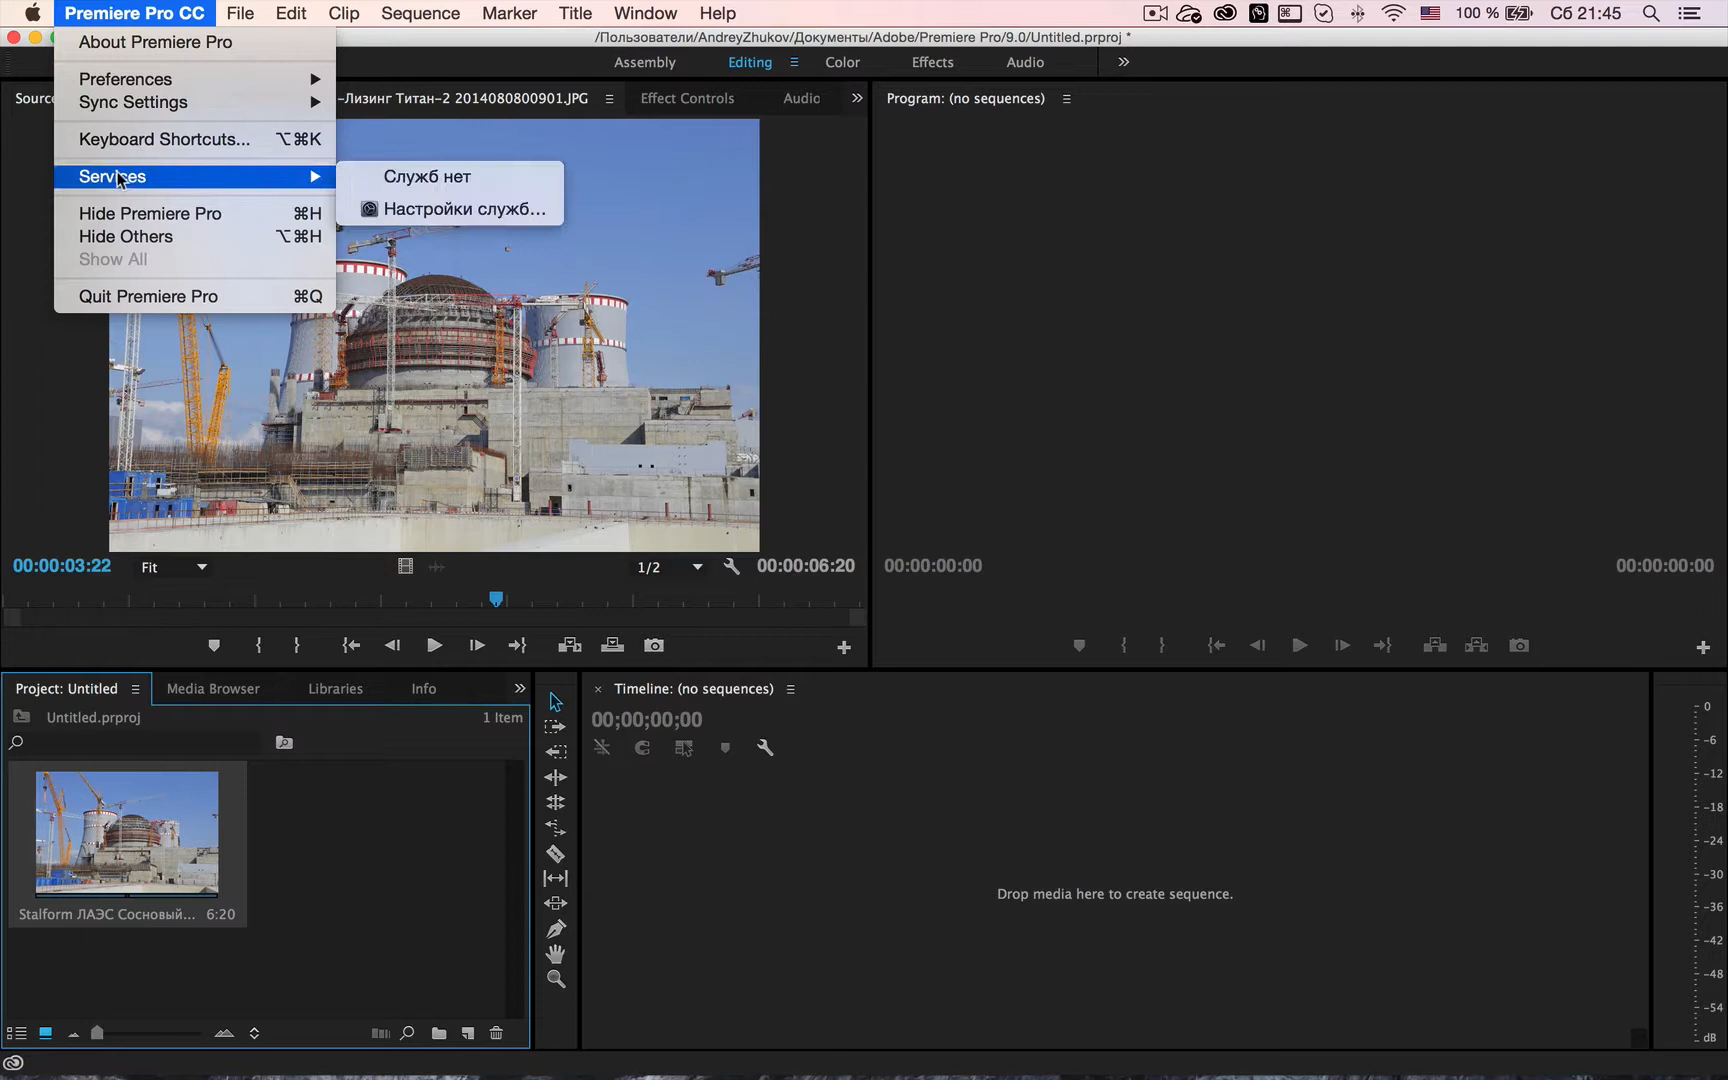 Premiere Pro CC File Edit Clip Sequence Marker Title Window Help 100 % Сб 21:45
/Пользователи/AndreyZhukov/Документы/Adobe/Premiere Pro/9.0/Untitled.prproj *
About Premiere Pro
Preferences
Sync Settings
Keyboard Shortcuts... ⌥⌘K
Services
Hide Premiere Pro ⌘H
Hide Others ⌥⌘H
Show All
Quit Premiere Pro ⌘Q
Служб нет
Настройки служб...
Assembly Editing Color Effects Audio
-Лизинг Титан-2 2014080800901.JPG Effect Controls Audio
Program: (no sequences)
00:00:03:22 Fit 1/2 00:00:06:20
00:00:00:00 00:00:00:00
Project: Untitled Media Browser Libraries Info
Untitled.prproj 1 Item
Stalform ЛАЭС Сосновый... 6:20
Timeline: (no sequences)
00;00;00;00
Drop media here to create sequence.
0
-6
-12
-18
-24
-30
-36
-42
-48
-54
dB